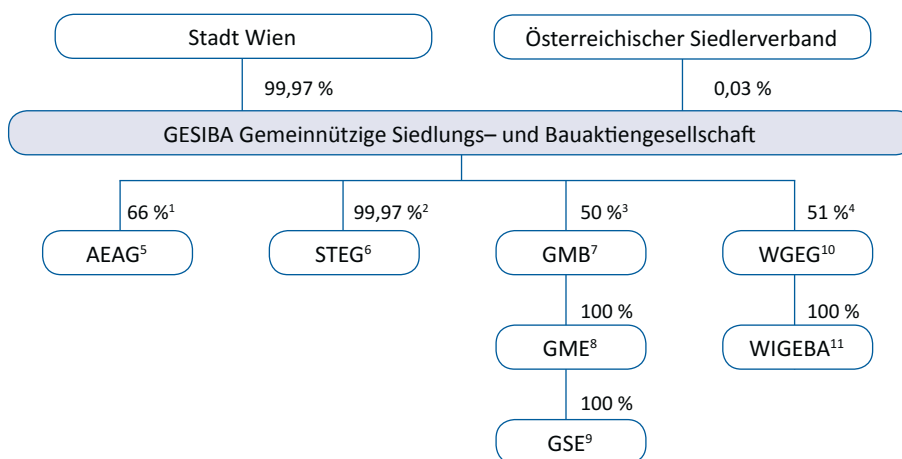 Stadt Wien
Österreichischer Siedlerverband
99,97 %
0,03 %
GESIBA Gemeinnützige Siedlungs– und Bauaktiengesellschaft
66 %¹
99,97 %²
50 %³
51 %⁴
AEAG⁵
STEG⁶
GMB⁷
WGEG¹⁰
100 %
100 %
GME⁸
WIGEBA¹¹
100 %
GSE⁹